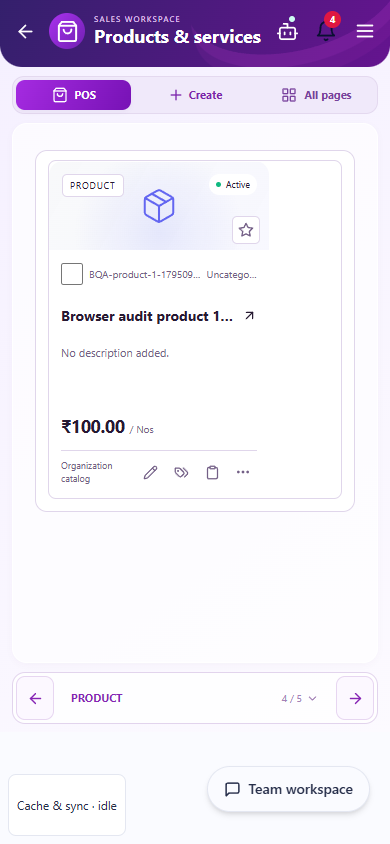 SALES WORKSPACE
Products & services
4
POS
Create
All pages
PRODUCT
Active
BQA-product-1-179509... Uncatego...
Browser audit product 1...
No description added.
₹100.00 / Nos
Organization
catalog
PRODUCT
4 / 5
Team workspace
Cache & sync · idle